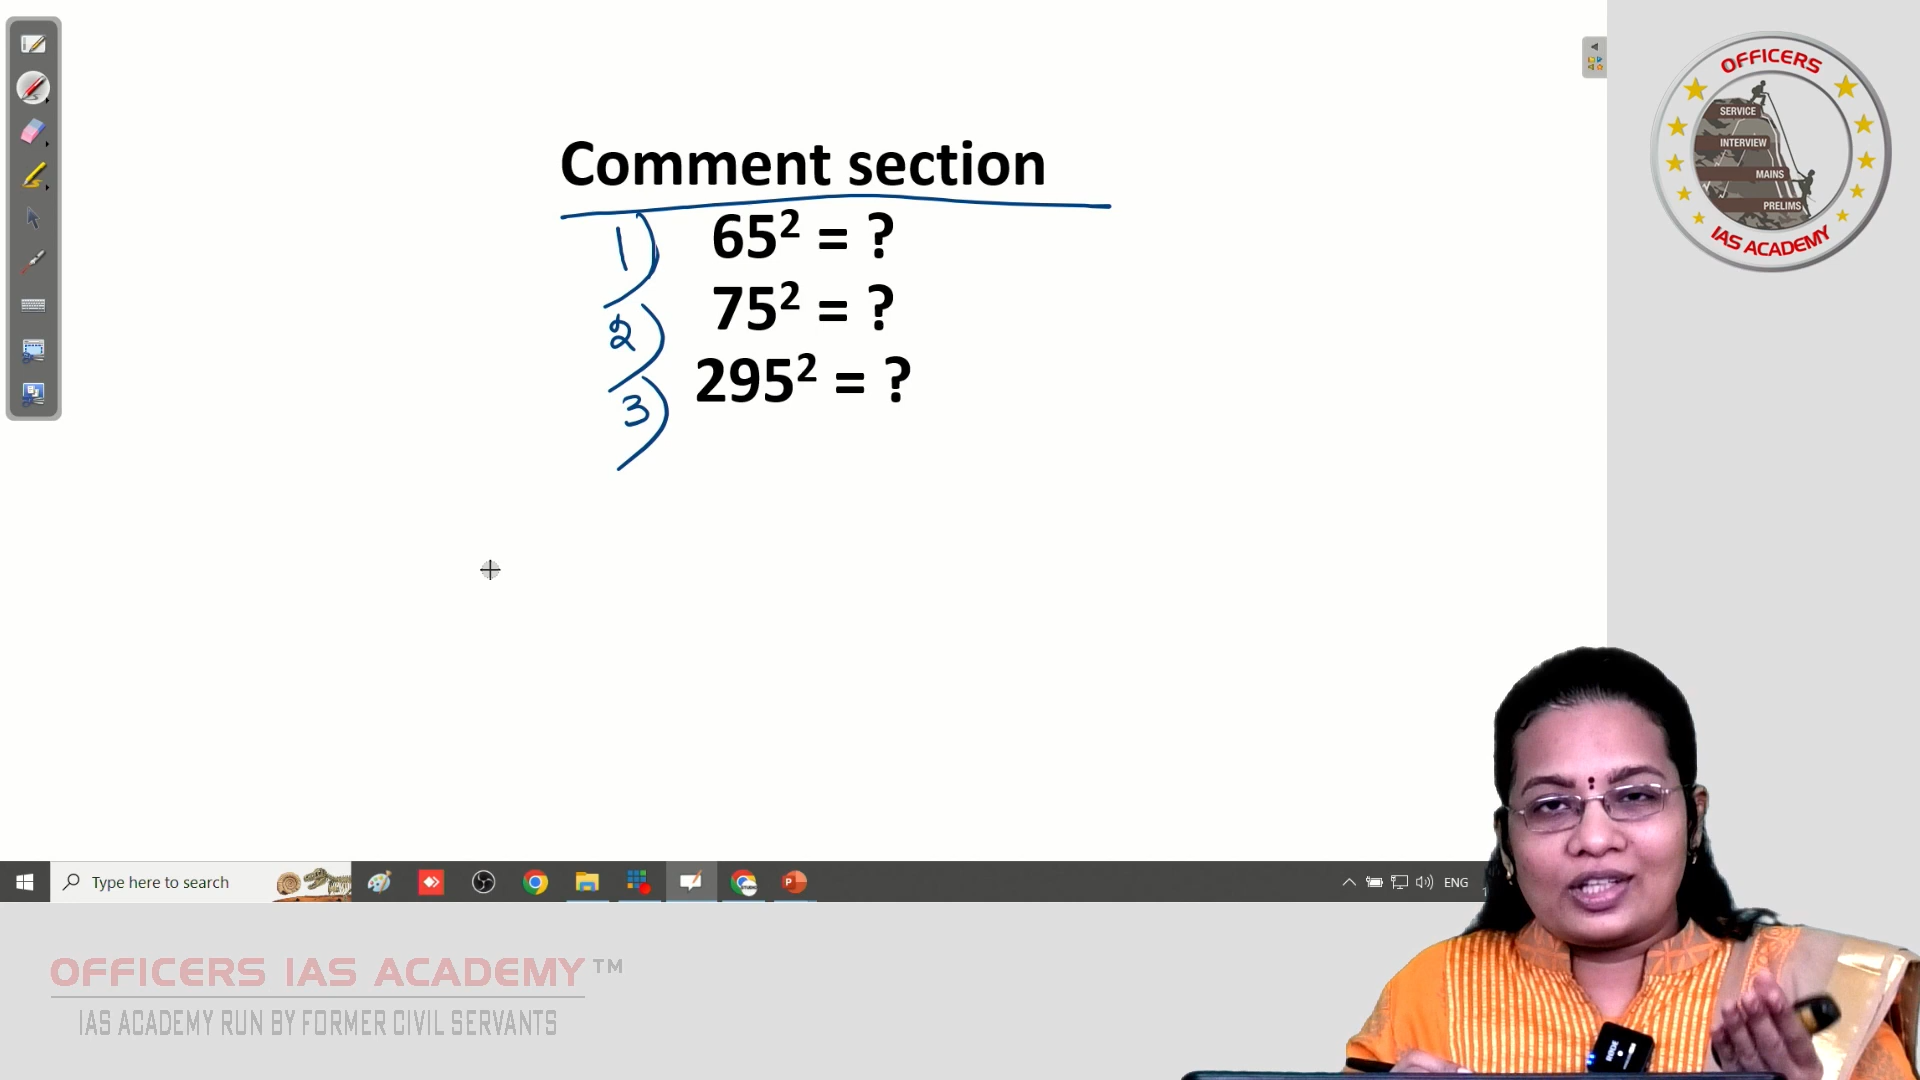 Comment section
1) 65² = ?
2) 75² = ?
3) 295² = ?
OFFICERS
SERVICE
INTERVIEW
MAINS
PRELIMS
IAS ACADEMY
Type here to search
ENG
OFFICERS IAS ACADEMY™
IAS ACADEMY RUN BY FORMER CIVIL SERVANTS